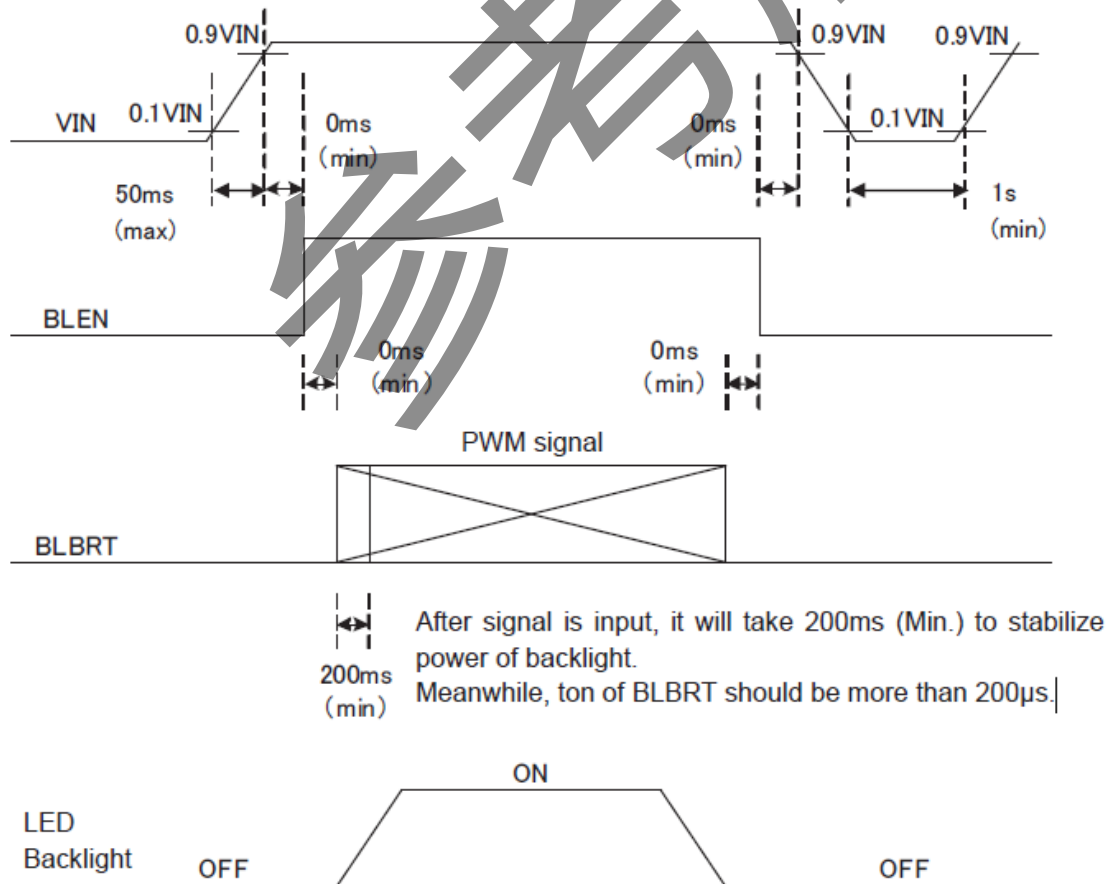 0.9VIN
0.9VIN
0.9VIN
VIN
0.1VIN
0.1VIN
0ms
(min)
0ms
(min)
50ms
(max)
1s
(min)
BLEN
0ms
(min)
0ms
(min)
PWM signal
BLBRT
200ms
(min)
After signal is input, it will take 200ms (Min.) to stabilize
power of backlight.
Meanwhile, ton of BLBRT should be more than 200μs.
ON
LED
Backlight
OFF
OFF
参考